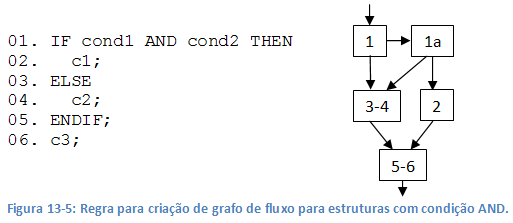 01. IF cond1 AND cond2 THEN
02.   c1;
03. ELSE
04.   c2;
05. ENDIF;
06. c3;
1
1a
3-4
2
5-6
Figura 13-5: Regra para criação de grafo de fluxo para estruturas com condição AND.